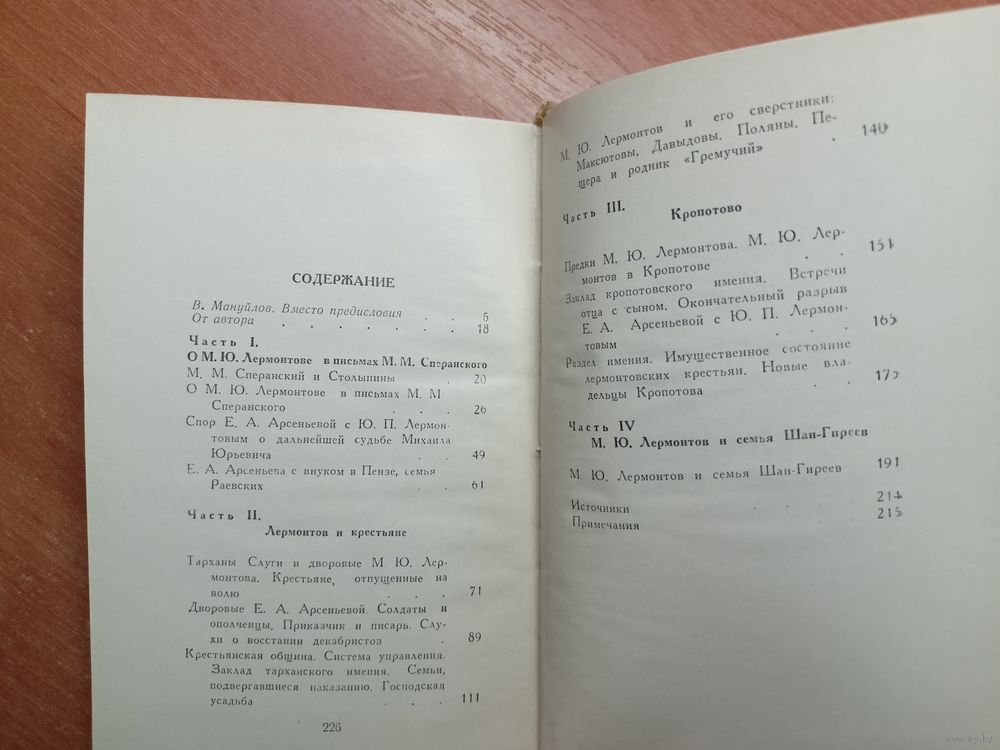 СОДЕРЖАНИЕ
В. Мануйлов. Вместо предисловия . . 5
От автора . . . . . . 18
Часть I.
О М. Ю. Лермонтове в письмах М. М. Сперанского
М. М. Сперанский и Столыпины . 20
О М. Ю. Лермонтове в письмах М. М
Сперанского . . . 26
Спор Е. А. Арсеньевой с Ю. П. Лермон-
товым о дальнейшей судьбе Михаила
Юрьевича . . . 49
Е. А. Арсеньева с внуком в Пензе, семья
Раевских . . . 61
Часть II.
Лермонтов и крестьяне
Тарханы Слуги и дворовые М. Ю. Лер-
монтова. Крестьяне, отпущенные на
волю . . . 71
Дворовые Е. А. Арсеньевой. Солдаты и
ополченцы. Приказчик и писарь. Слу-
хи о восстании декабристов . 89
Крестьянская община. Система управления.
Заклад тарханского имения. Семьи,
подвергавшиеся наказанию. Господская
усадьба . . . 111
226
М. Ю. Лермонтов и его сверстники:
Максютовы, Давыдовы. Поляны. Пе-
щера и родник «Гремучий» . 140
Часть III.
Кропотово
Предки М. Ю. Лермонтова. М. Ю. Лер-
монтов в Кропотове . . 151
Заклад кропотовского имения. Встречи
отца с сыном. Окончательный разрыв
Е. А. Арсеньевой с Ю. П. Лермон-
товым . . . 165
Раздел имения. Имущественное состояние
лермонтовских крестьян. Новые вла-
дельцы Кропотова . . 175
Часть IV
М. Ю. Лермонтов и семья Шан-Гиреев
М. Ю. Лермонтов и семья Шан-Гиреев 191
Источники . . . 214
Примечания . . . 215
www.ay.by